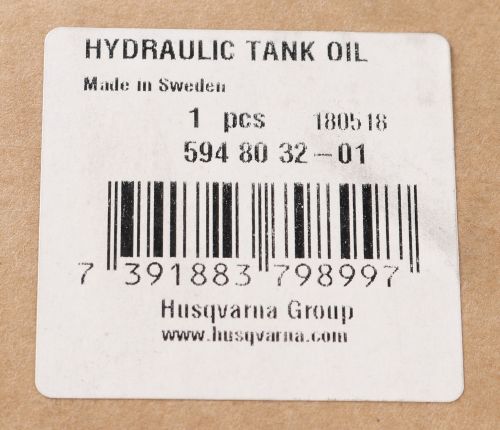 HYDRAULIC TANK OIL
Made in Sweden
1 pcs 180518
594 80 32-01
7 391883 798997
Husqvarna Group
www.husqvarna.com